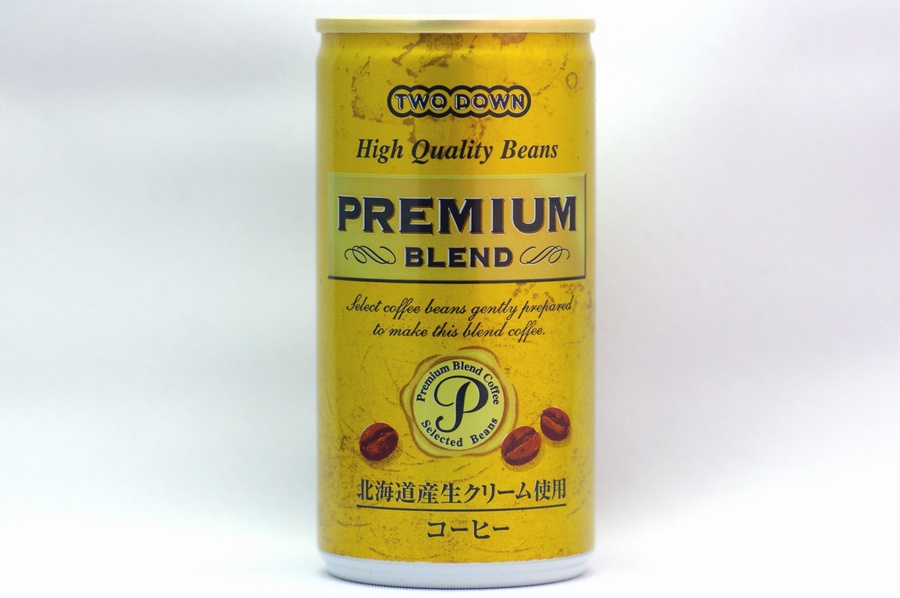 TWO DOWN
High Quality Beans
PREMIUM
BLEND
Select coffee beans gently prepared
to make this blend coffee.
Premium Blend Coffee
P
Selected Beans
北海道産生クリーム使用
コーヒー